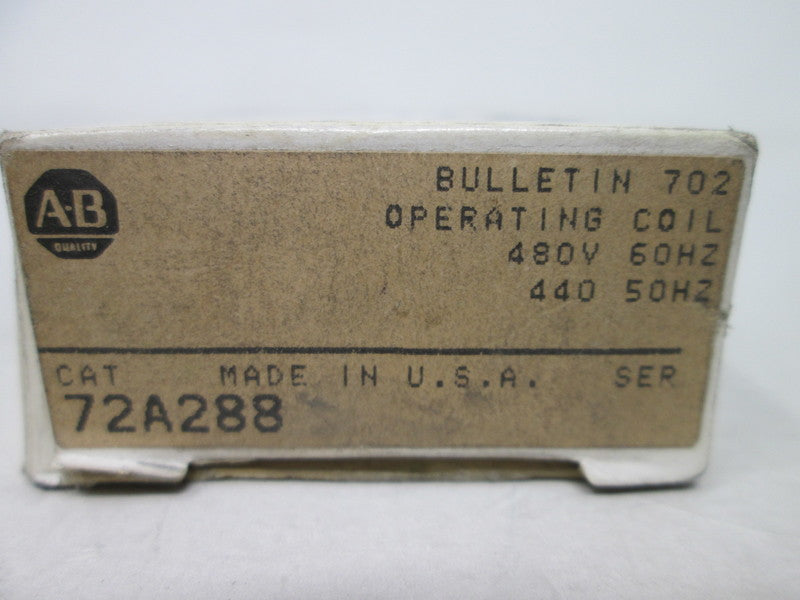 A-B
QUALITY
BULLETIN 702
OPERATING COIL
480V 60HZ
440 50HZ
CAT MADE IN U.S.A. SER
72A288